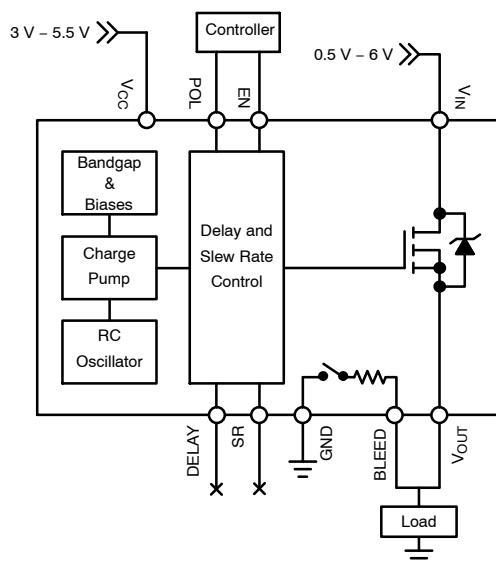 3 V – 5.5 V
Controller
0.5 V – 6 V
VCC
POL
EN
VIN
Bandgap
&
Biases
Charge
Pump
RC
Oscillator
Delay and
Slew Rate
Control
DELAY
SR
GND
BLEED
VOUT
Load